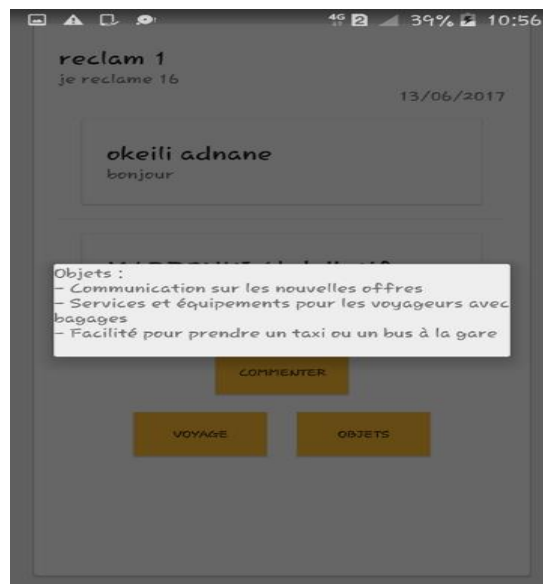 4G 2 39% 10:56
reclam 1
je reclame 16
13/06/2017
okeili adnane
bonjour
Objets :
- Communication sur les nouvelles offres
- Services et équipements pour les voyageurs avec
bagages
- Facilité pour prendre un taxi ou un bus à la gare
COMMENTER
VOYAGE OBJETS